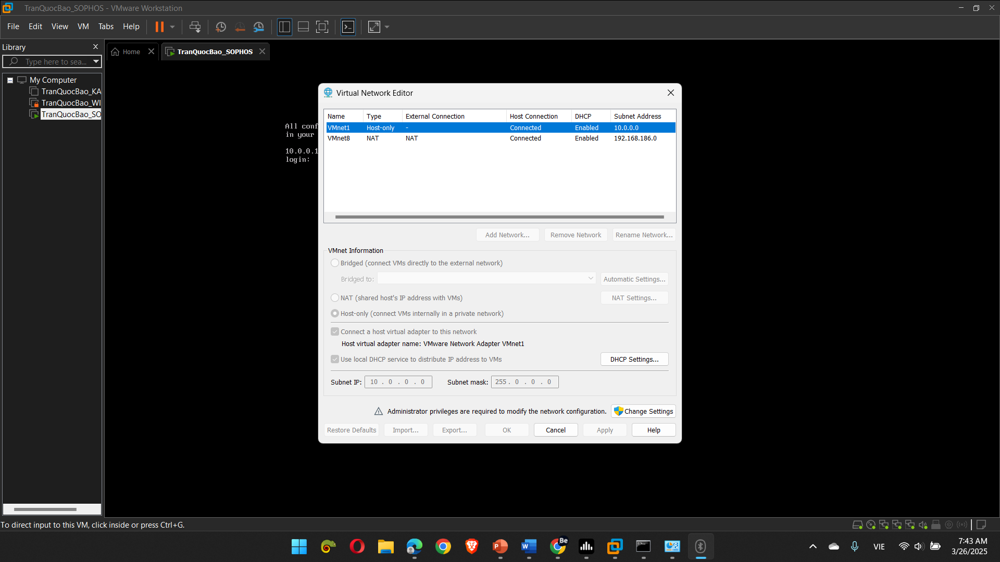 TranQuocBao_SOPHOS - VMware Workstation
File Edit View VM Tabs Help
Library
Home
TranQuocBao_SOPHOS
Type here to sea...
My Computer
TranQuocBao_KA
TranQuocBao_WI
TranQuocBao_SO
All conf
in your
10.0.0.1
login:
Virtual Network Editor
Name Type External Connection Host Connection DHCP Subnet Address
VMnet1 Host-only - Connected Enabled 10.0.0.0
VMnet8 NAT NAT Connected Enabled 192.168.186.0
Add Network... Remove Network Rename Network...
VMnet Information
Bridged (connect VMs directly to the external network)
Bridged to: Automatic Settings...
NAT (shared host's IP address with VMs) NAT Settings...
Host-only (connect VMs internally in a private network)
Connect a host virtual adapter to this network
Host virtual adapter name: VMware Network Adapter VMnet1
Use local DHCP service to distribute IP address to VMs DHCP Settings...
Subnet IP: 10 . 0 . 0 . 0 Subnet mask: 255 . 0 . 0 . 0
Administrator privileges are required to modify the network configuration. Change Settings
Restore Defaults Import... Export... OK Cancel Apply Help
To direct input to this VM, click inside or press Ctrl+G.
Be
P
W
VIE
7:43 AM
3/26/2025